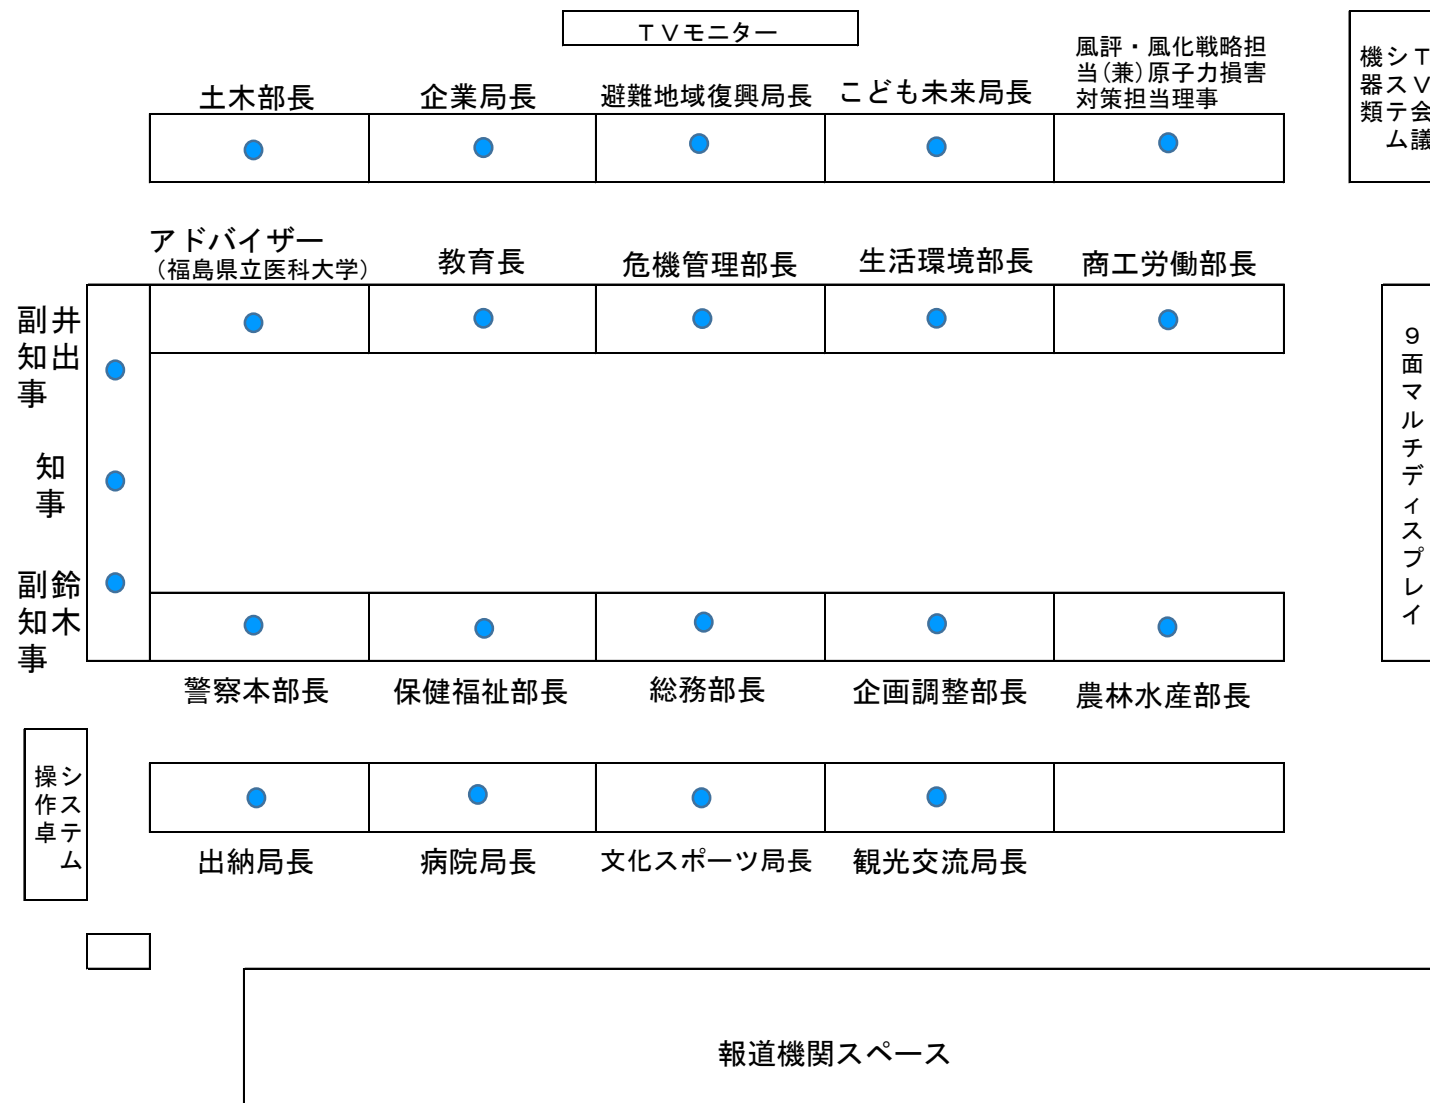 ＴＶモニター
風評・風化戦略担
当(兼)原子力損害
対策担当理事
土木部長
企業局長
避難地域復興局長
こども未来局長
ＴＶ会議
システム
機器類
アドバイザー
（福島県立医科大学）
教育長
危機管理部長
生活環境部長
商工労働部長
井出
副知事
知事
鈴木
副知事
９面マルチディスプレイ
警察本部長
保健福祉部長
総務部長
企画調整部長
農林水産部長
システム
操作卓
出納局長
病院局長
文化スポーツ局長
観光交流局長
報道機関スペース